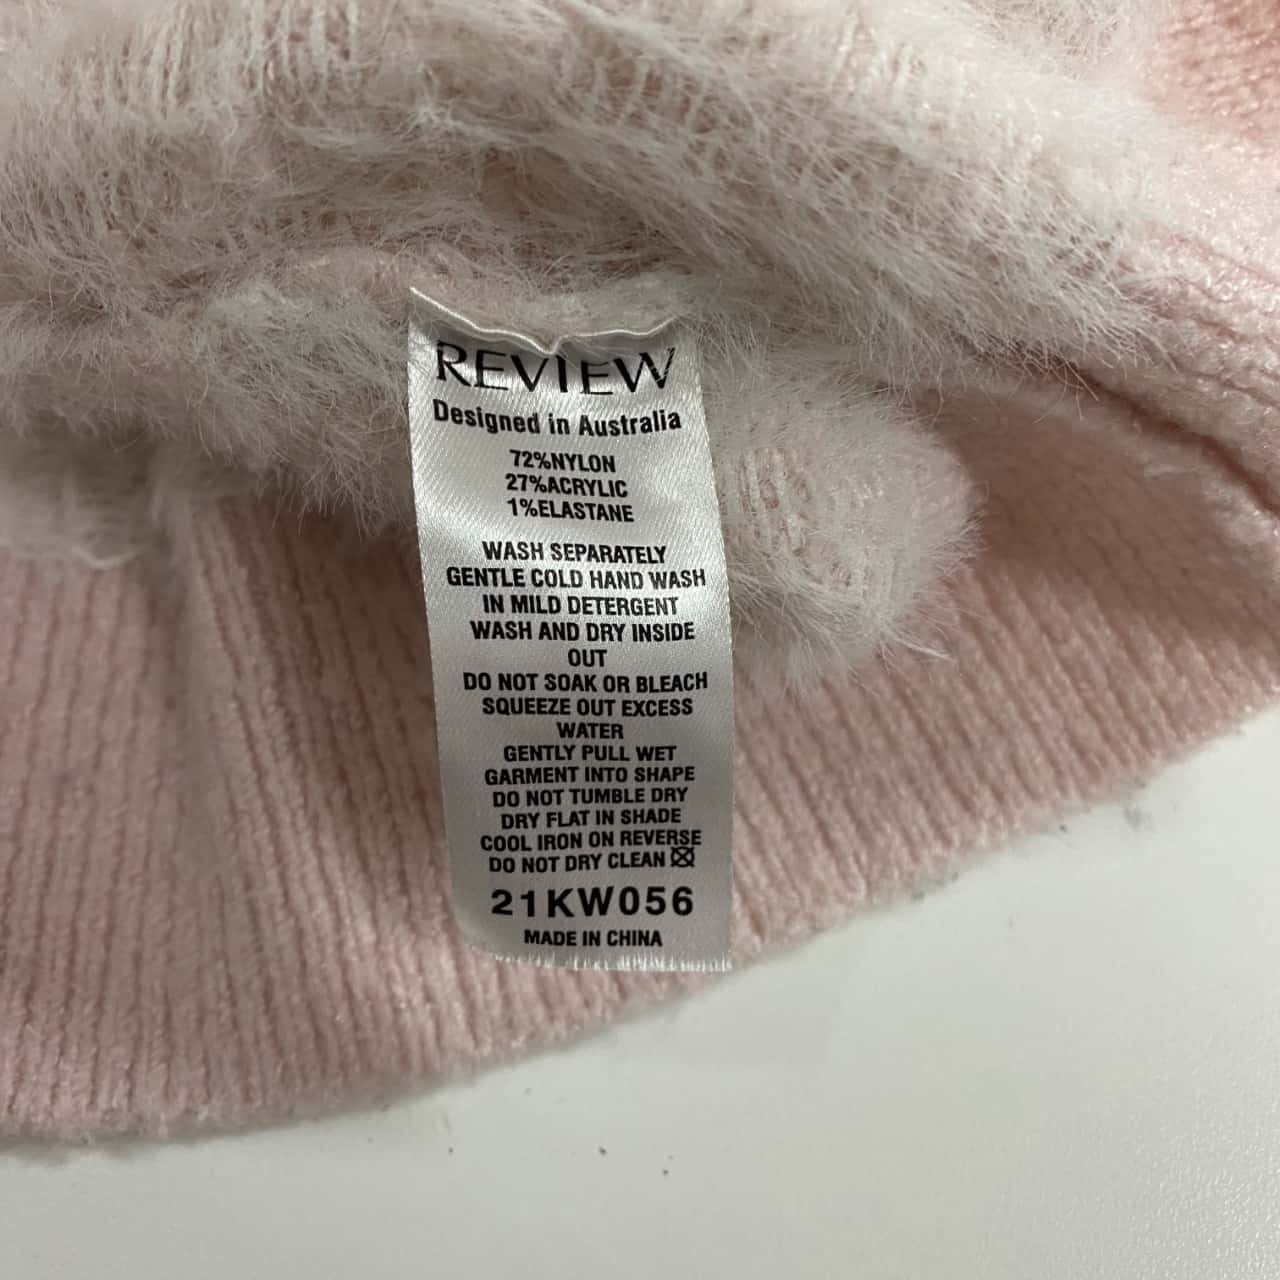 REVIEW
Designed in Australia
72%NYLON
27%ACRYLIC
1%ELASTANE
WASH SEPARATELY
GENTLE COLD HAND WASH
IN MILD DETERGENT
WASH AND DRY INSIDE
OUT
DO NOT SOAK OR BLEACH
SQUEEZE OUT EXCESS
WATER
GENTLY PULL WET
GARMENT INTO SHAPE
DO NOT TUMBLE DRY
DRY FLAT IN SHADE
COOL IRON ON REVERSE
DO NOT DRY CLEAN
21KW056
MADE IN CHINA